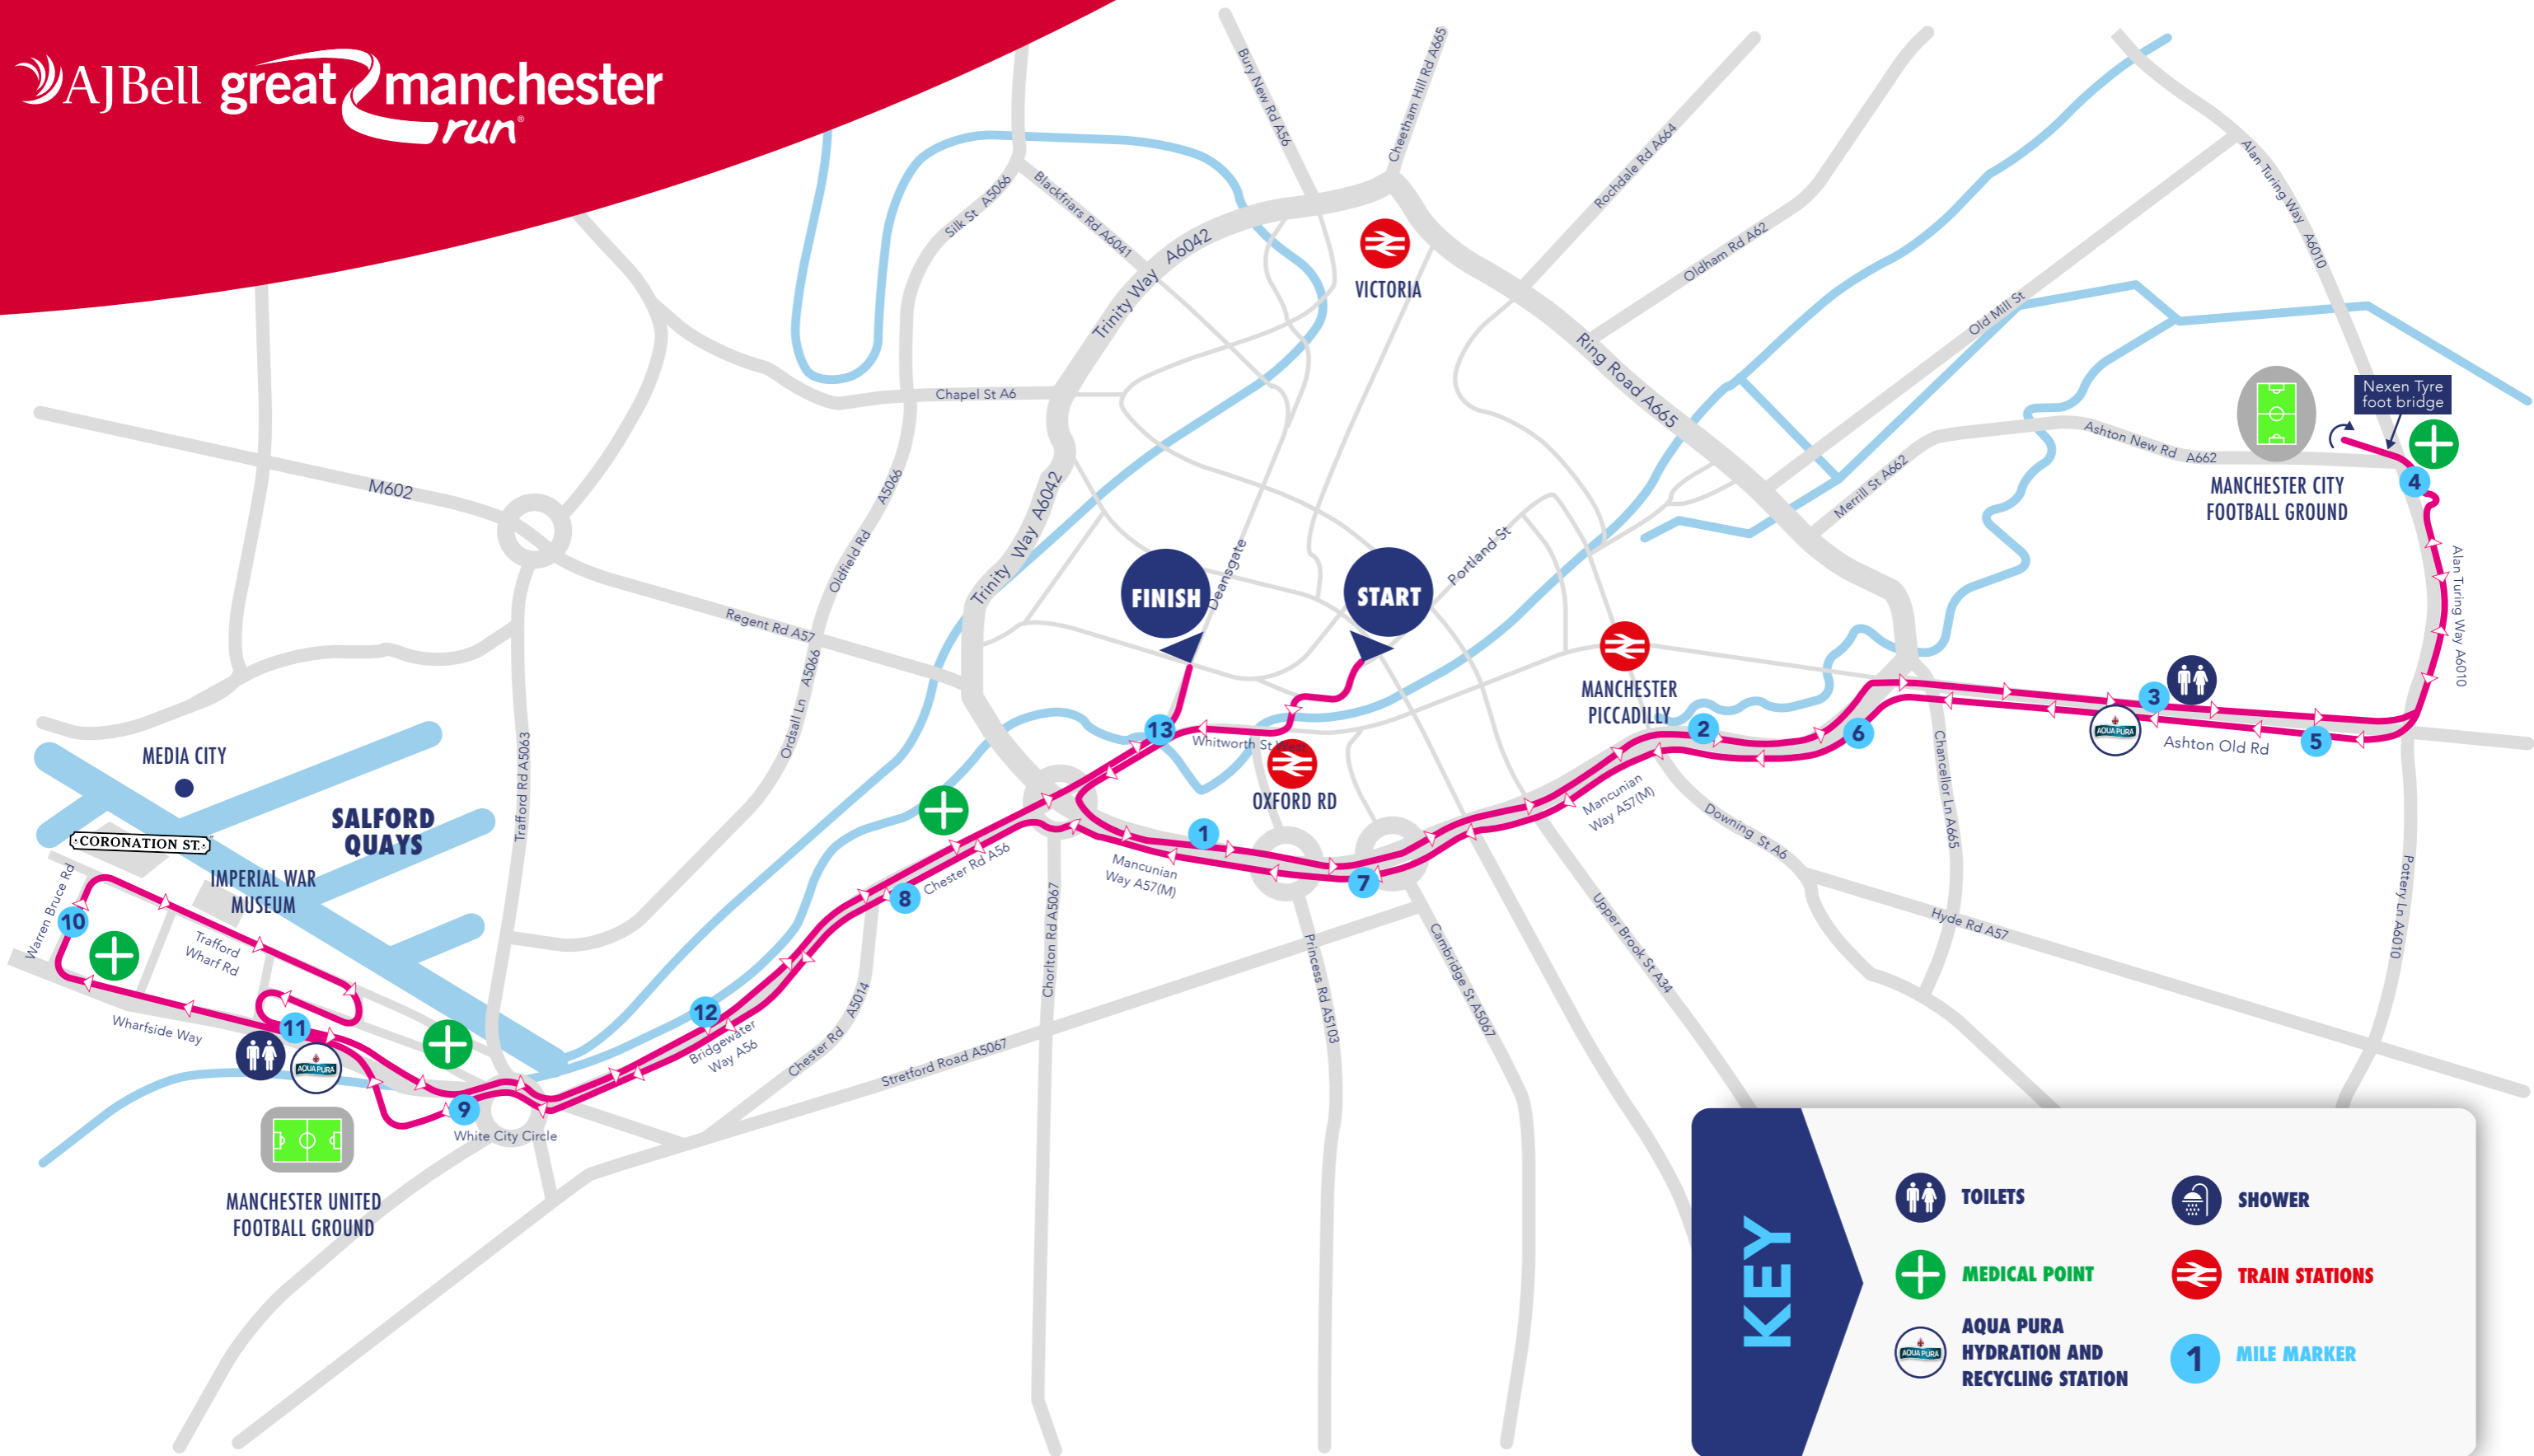 AJBell great manchester
run®
Bury New Rd A56
Cheetham Hill Rd A665
Rochdale Rd A664
Oldham Rd A62
Alan Turing Way A6010
Silk St A5066
Blackfriars Rd A6041
Trinity Way A6042
VICTORIA
Ring Road A665
Old Mill St
Chapel St A6
Nexen Tyre
foot bridge
Ashton New Rd A662
Merrill St A662
MANCHESTER CITY
FOOTBALL GROUND
4
M602
Oldfield Rd A5066
Trinity Way A6042
Deansgate
Portland St
FINISH
START
Regent Rd A57
Ordsall Ln A5066
Alan Turing Way A6010
MANCHESTER
PICCADILLY
2
6
3
AQUA PURA
5
Ashton Old Rd
13
Whitworth St West
OXFORD RD
MEDIA CITY
Trafford Rd A5063
SALFORD
QUAYS
·CORONATION ST.·
IMPERIAL WAR
MUSEUM
Warren Bruce Rd
10
Trafford
Wharf Rd
Wharfside Way
11
AQUA PURA
9
White City Circle
MANCHESTER UNITED
FOOTBALL GROUND
12
Bridgewater
Way A56
8
Chester Rd A56
Chester Rd A5014
Stretford Road A5067
Chorlton Rd A5067
1
Mancunian
Way A57(M)
7
Mancunian
Way A57(M)
Princess Rd A5103
Cambridge St A5067
Upper Brook St A34
Downing St A6
Chancellor Ln A665
Hyde Rd A57
Pottery Ln A6010
KEY
TOILETS
SHOWER
MEDICAL POINT
TRAIN STATIONS
AQUA PURA
AQUA PURA
HYDRATION AND
RECYCLING STATION
1
MILE MARKER